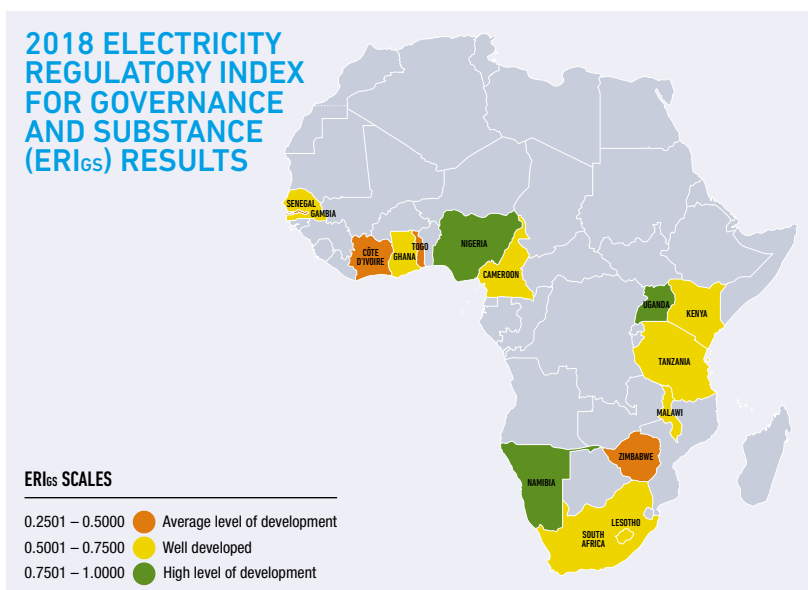 2018 ELECTRICITY
REGULATORY INDEX
FOR GOVERNANCE
AND SUBSTANCE
(ERIGS) RESULTS
SENEGAL
GAMBIA
CÔTE
D'IVOIRE
GHANA
TOGO
NIGERIA
CAMEROON
UGANDA
KENYA
TANZANIA
MALAWI
ZIMBABWE
NAMIBIA
LESOTHO
SOUTH
AFRICA
ERIGS SCALES
0.2501 – 0.5000 Average level of development
0.5001 – 0.7500 Well developed
0.7501 – 1.0000 High level of development